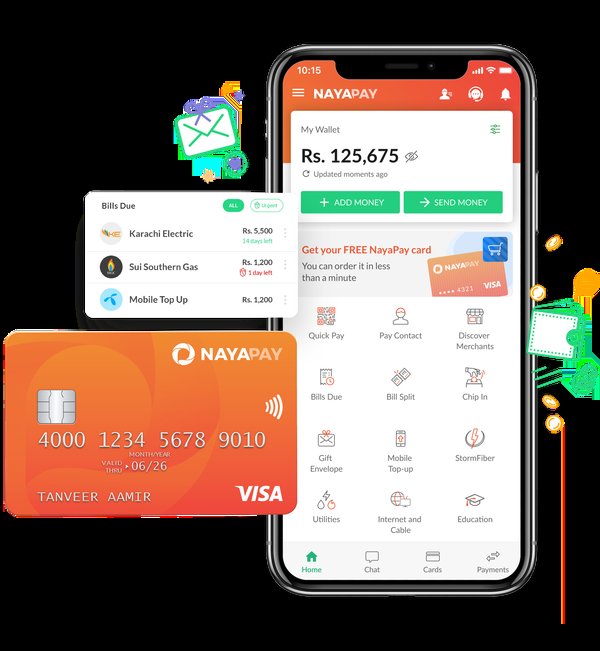 10:15
NAYAPAY
My Wallet
Rs. 125,675
Updated moments ago
ADD MONEY
SEND MONEY
Get your FREE NayaPay card
You can order it in less
than a minute
NAYAPAY
•••• 4321
VISA
Quick Pay
Pay Contact
Discover
Merchants
Bills Due
Bill Split
Chip In
Gift
Envelope
Mobile
Top-up
StormFiber
Utilities
Internet and
Cable
Education
Home
Chat
Cards
Payments
Bills Due
ALL
Urgent
KE
Karachi Electric
Rs. 5,500
14 days left
Sui Southern Gas
Rs. 1,200
1 day left
Mobile Top Up
Rs. 1,200
NAYAPAY
4000 1234 5678 9010
MONTH/YEAR
VALID
THRU
06/26
TANVEER AAMIR
VISA